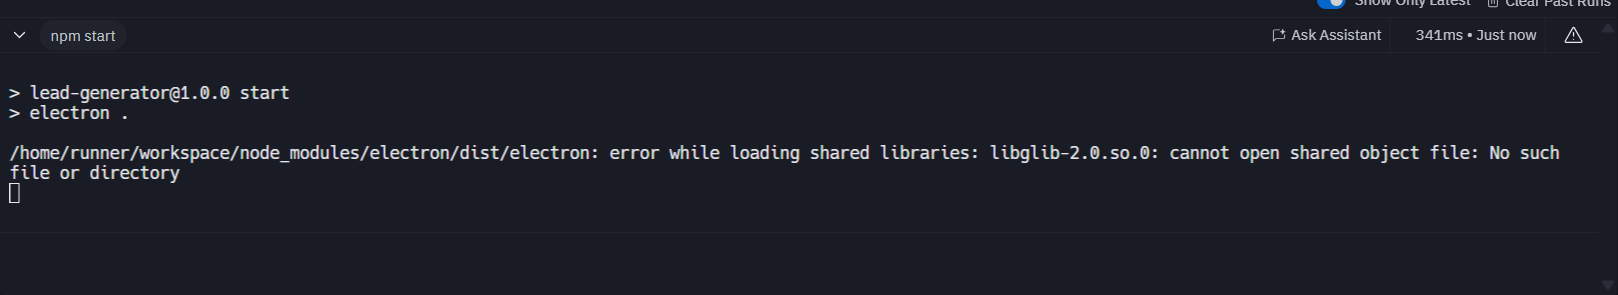 Show Only Latest Clear Past Runs
npm start Ask Assistant 341ms • Just now
> lead-generator@1.0.0 start
> electron .
/home/runner/workspace/node_modules/electron/dist/electron: error while loading shared libraries: libglib-2.0.so.0: cannot open shared object file: No such
file or directory